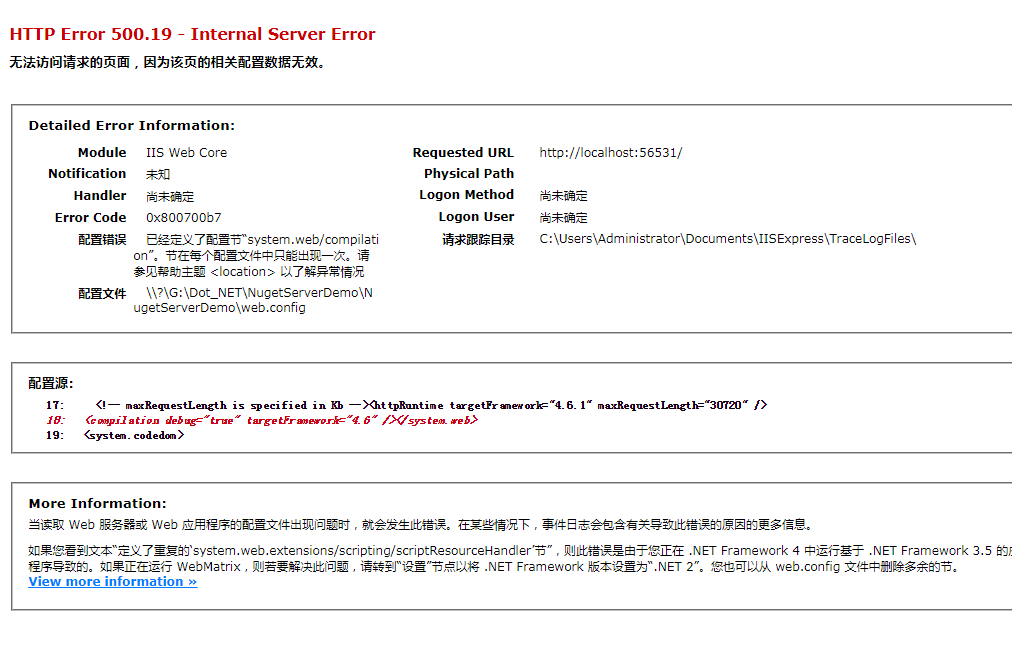 HTTP Error 500.19 - Internal Server Error
无法访问请求的页面，因为该页的相关配置数据无效。
Detailed Error Information:
Module IIS Web Core
Notification 未知
Handler 尚未确定
Error Code 0x800700b7
配置错误 已经定义了配置节“system.web/compilati
on”。节在每个配置文件中只能出现一次。请
参见帮助主题 <location> 以了解异常情况
配置文件 \\?\G:\Dot_NET\NugetServerDemo\N
ugetServerDemo\web.config
Requested URL http://localhost:56531/
Physical Path
Logon Method 尚未确定
Logon User 尚未确定
请求跟踪目录 C:\Users\Administrator\Documents\IISExpress\TraceLogFiles\
配置源:
17: <!-- maxRequestLength is specified in Kb --><httpRuntime targetFramework="4.6.1" maxRequestLength="30720" />
18: <compilation debug="true" targetFramework="4.6" /></system.web>
19: <system.codedom>
More Information:
当读取 Web 服务器或 Web 应用程序的配置文件出现问题时，就会发生此错误。在某些情况下，事件日志会包含有关导致此错误的原因的更多信息。
如果您看到文本“定义了重复的‘system.web.extensions/scripting/scriptResourceHandler’节”，则此错误是由于您正在 .NET Framework 4 中运行基于 .NET Framework 3.5 的
程序导致的。如果正在运行 WebMatrix，则若要解决此问题，请转到“设置”节点以将 .NET Framework 版本设置为“.NET 2”。您也可以从 web.config 文件中删除多余的节。
View more information »